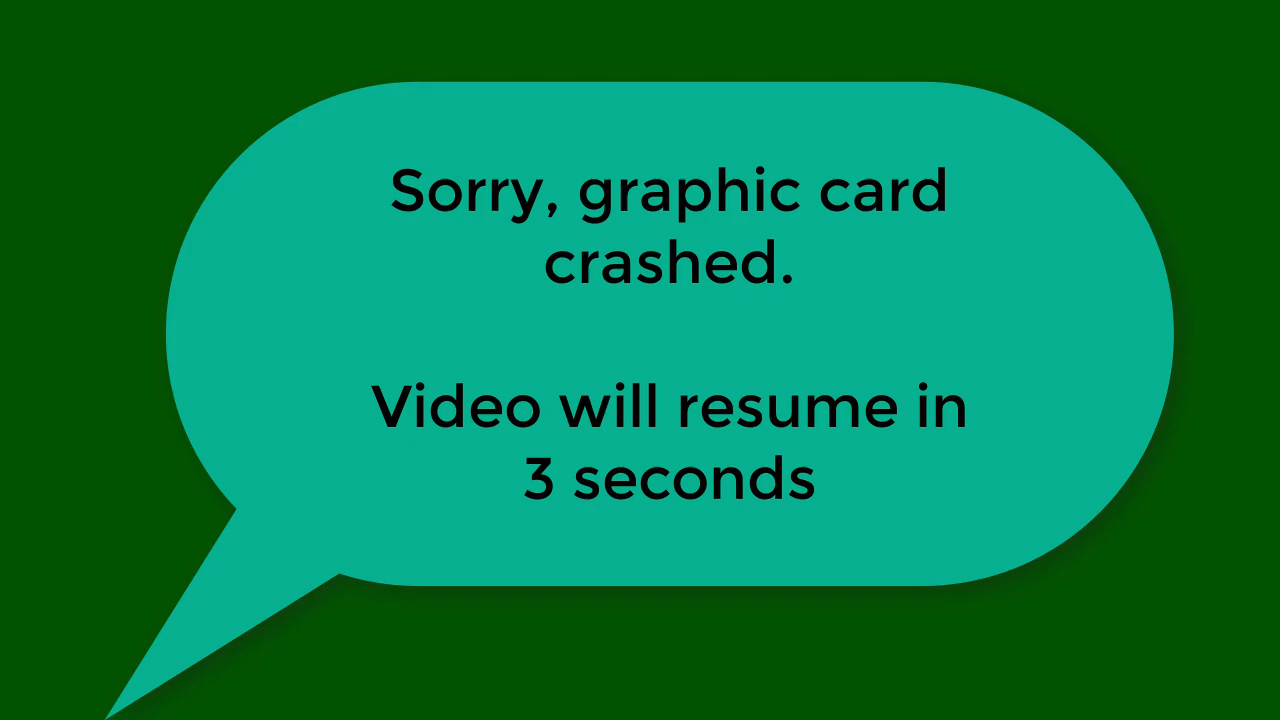 Sorry, graphic card
crashed.
Video will resume in
3 seconds